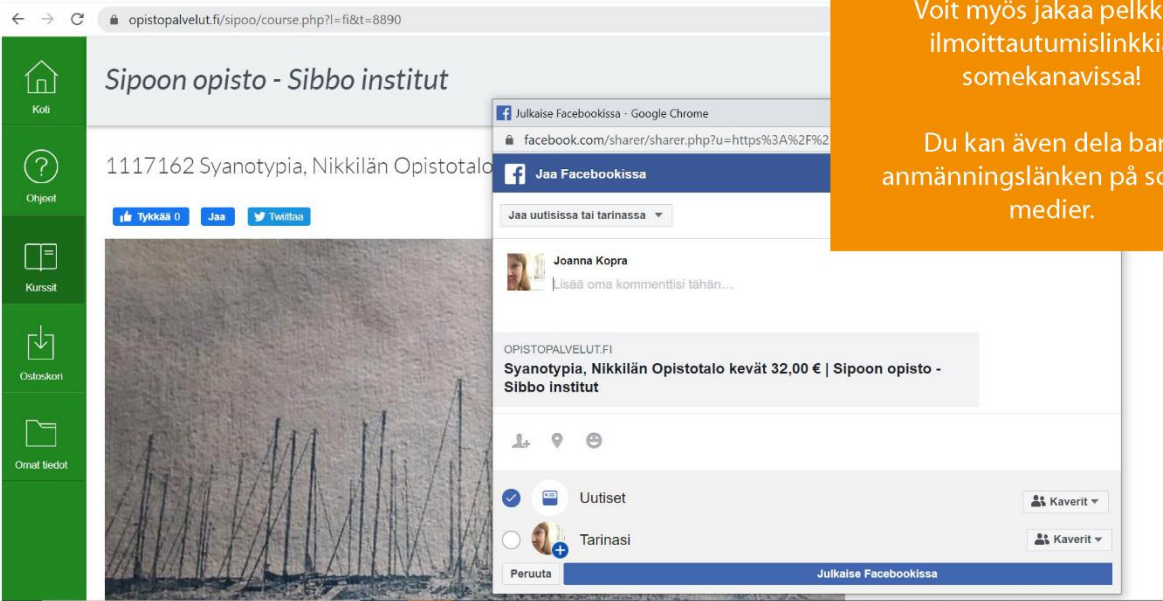 opistopalvelut.fi/sipoo/course.php?l=fi&t=8890
Sipoon opisto - Sibbo institut
Koti
Ohjeet
Kurssit
Ostoskori
Omat tiedot
1117162 Syanotypia, Nikkilän Opistotalo
Tykkää 0
Jaa
Twiittaa
Julkaise Facebookissa - Google Chrome
facebook.com/sharer/sharer.php?u=https%3A%2F%2
Jaa Facebookissa
Jaa uutisissa tai tarinassa
Joanna Kopra
Lisää oma kommenttisi tähän…
OPISTOPALVELUT.FI
Syanotypia, Nikkilän Opistotalo kevät 32,00 € | Sipoon opisto -
Sibbo institut
Uutiset
Kaverit
Tarinasi
Kaverit
Peruuta
Julkaise Facebookissa
Voit myös jakaa
somekanavissa!
Du kan även dela
anmänningslänken på
medier.